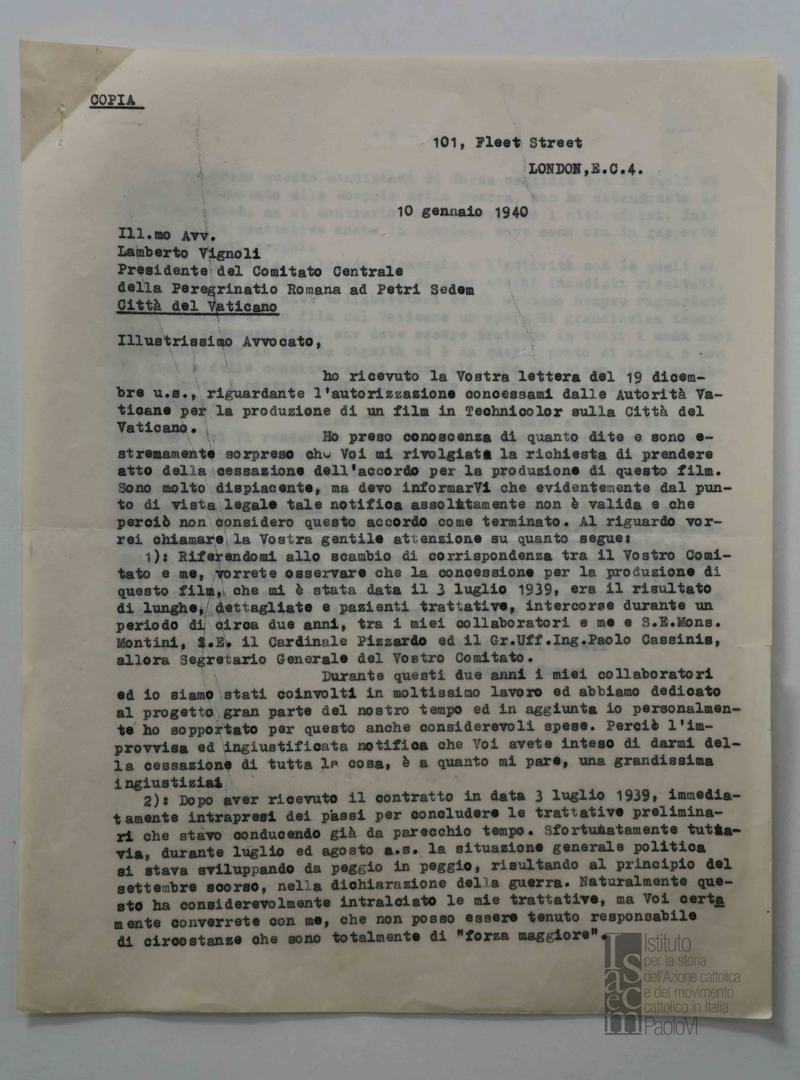 COPIA
101, Fleet Street
LONDON, E.C.4.
10 gennaio 1940
Ill.mo Avv.
Lamberto Vignoli
Presidente del Comitato Centrale
della Peregrinatio Romana ad Petri Sedem
Città del Vaticano
Illustrissimo Avvocato,
ho ricevuto la Vostra lettera del 19 dicem-
bre u.s., riguardante l'autorizzazione concessami dalle Autorità Va-
ticane per la produzione di un film in Technicolor sulla Città del
Vaticano.
Ho preso conoscenza di quanto dite e sono e-
stremamente sorpreso che Voi mi rivolgiate la richiesta di prendere
atto della cessazione dell'accordo per la produzione di questo film.
Sono molto dispiacente, ma devo informarVi che evidentemente dal pun-
to di vista legale tale notifica assolutamente non è valida e che
perciò non considero questo accordo come terminato. Al riguardo vor-
rei chiamare la Vostra gentile attenzione su quanto segue:
1): Riferendomi allo scambio di corrispondenza tra il Vostro Comi-
tato e me, vorrete osservare che la concessione per la produzione di
questo film, che mi è stata data il 3 luglio 1939, era il risultato
di lunghe, dettagliate e pazienti trattative, intercorse durante un
periodo di circa due anni, tra i miei collaboratori e me e S.E.Mons.
Montini, S.E. il Cardinale Pizzardo ed il Gr.Uff.Ing.Paolo Cassinis,
allora Segretario Generale del Vostro Comitato.
Durante questi due anni i miei collaboratori
ed io siamo stati coinvolti in moltissimo lavoro ed abbiamo dedicato
al progetto gran parte del nostro tempo ed in aggiunta io personalmen-
te ho sopportato per questo anche considerevoli spese. Perciò l'im-
provvisa ed ingiustificata notifica che Voi avete inteso di darmi del-
la cessazione di tutta la cosa, è a quanto mi pare, una grandissima
ingiustizia!
2): Dopo aver ricevuto il contratto in data 3 luglio 1939, immedia-
tamente intrapresi dei passi per concludere le trattative prelimina-
ri che stavo conducendo già da parecchio tempo. Sfortunatamente tutta-
via, durante luglio ed agosto a.s. la situazione generale politica
si stava sviluppando da peggio in peggio, risultando al principio del
settembre scorso, nella dichiarazione della guerra. Naturalmente que-
sto ha considerevolmente intralciato le mie trattative, ma Voi certa
mente converrete con me, che non posso essere tenuto responsabile
di circostanze che sono totalmente di "forza maggiore".
Isacem
Istituto
per la storia
dell'Azione cattolica
e del movimento
cattolico in Italia
Paolo VI